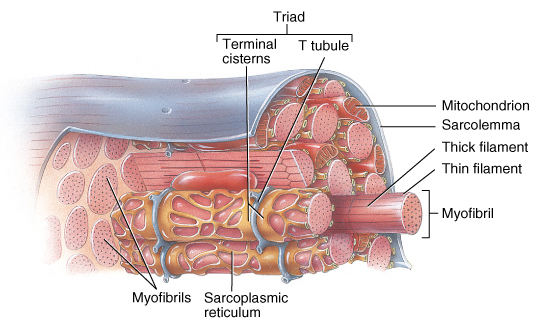 Triad
Terminal
cisterns
T tubule
Mitochondrion
Sarcolemma
Thick filament
Thin filament
Myofibril
Myofibrils
Sarcoplasmic
reticulum